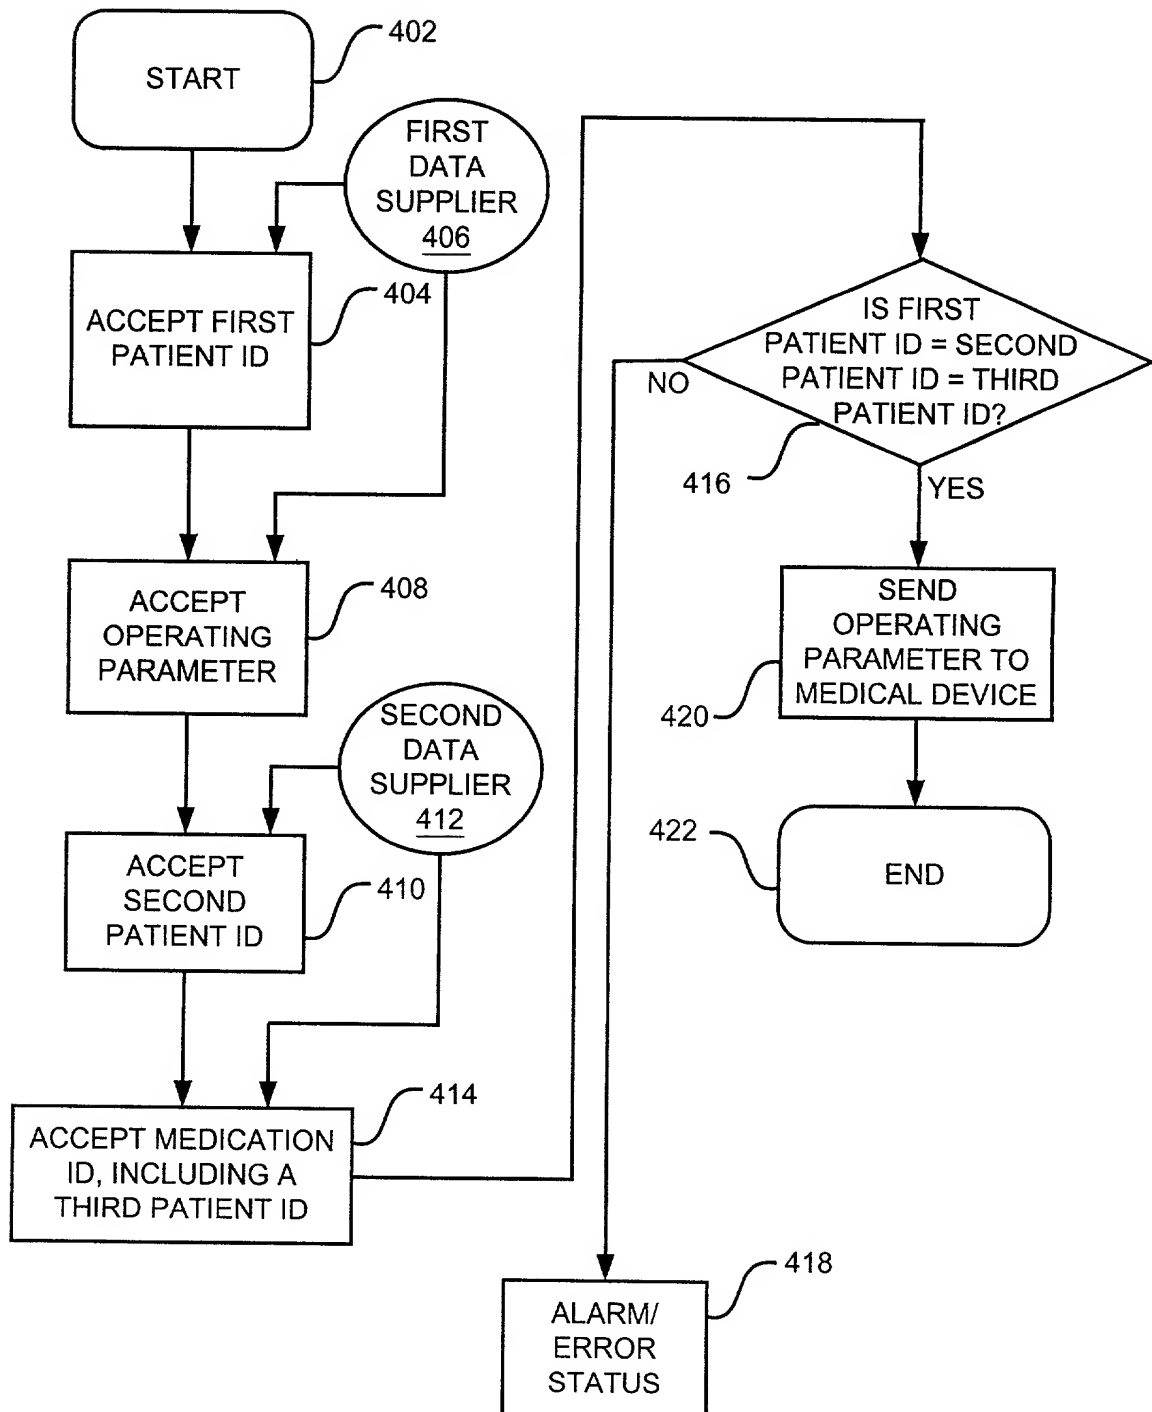 START
402
FIRST
DATA
SUPPLIER
406
ACCEPT FIRST
PATIENT ID
404
ACCEPT
OPERATING
PARAMETER
408
SECOND
DATA
SUPPLIER
412
ACCEPT
SECOND
PATIENT ID
410
ACCEPT MEDICATION
ID, INCLUDING A
THIRD PATIENT ID
414
IS FIRST
PATIENT ID = SECOND
PATIENT ID = THIRD
PATIENT ID?
NO
416
YES
SEND
OPERATING
PARAMETER TO
MEDICAL DEVICE
420
END
422
ALARM/
ERROR
STATUS
418